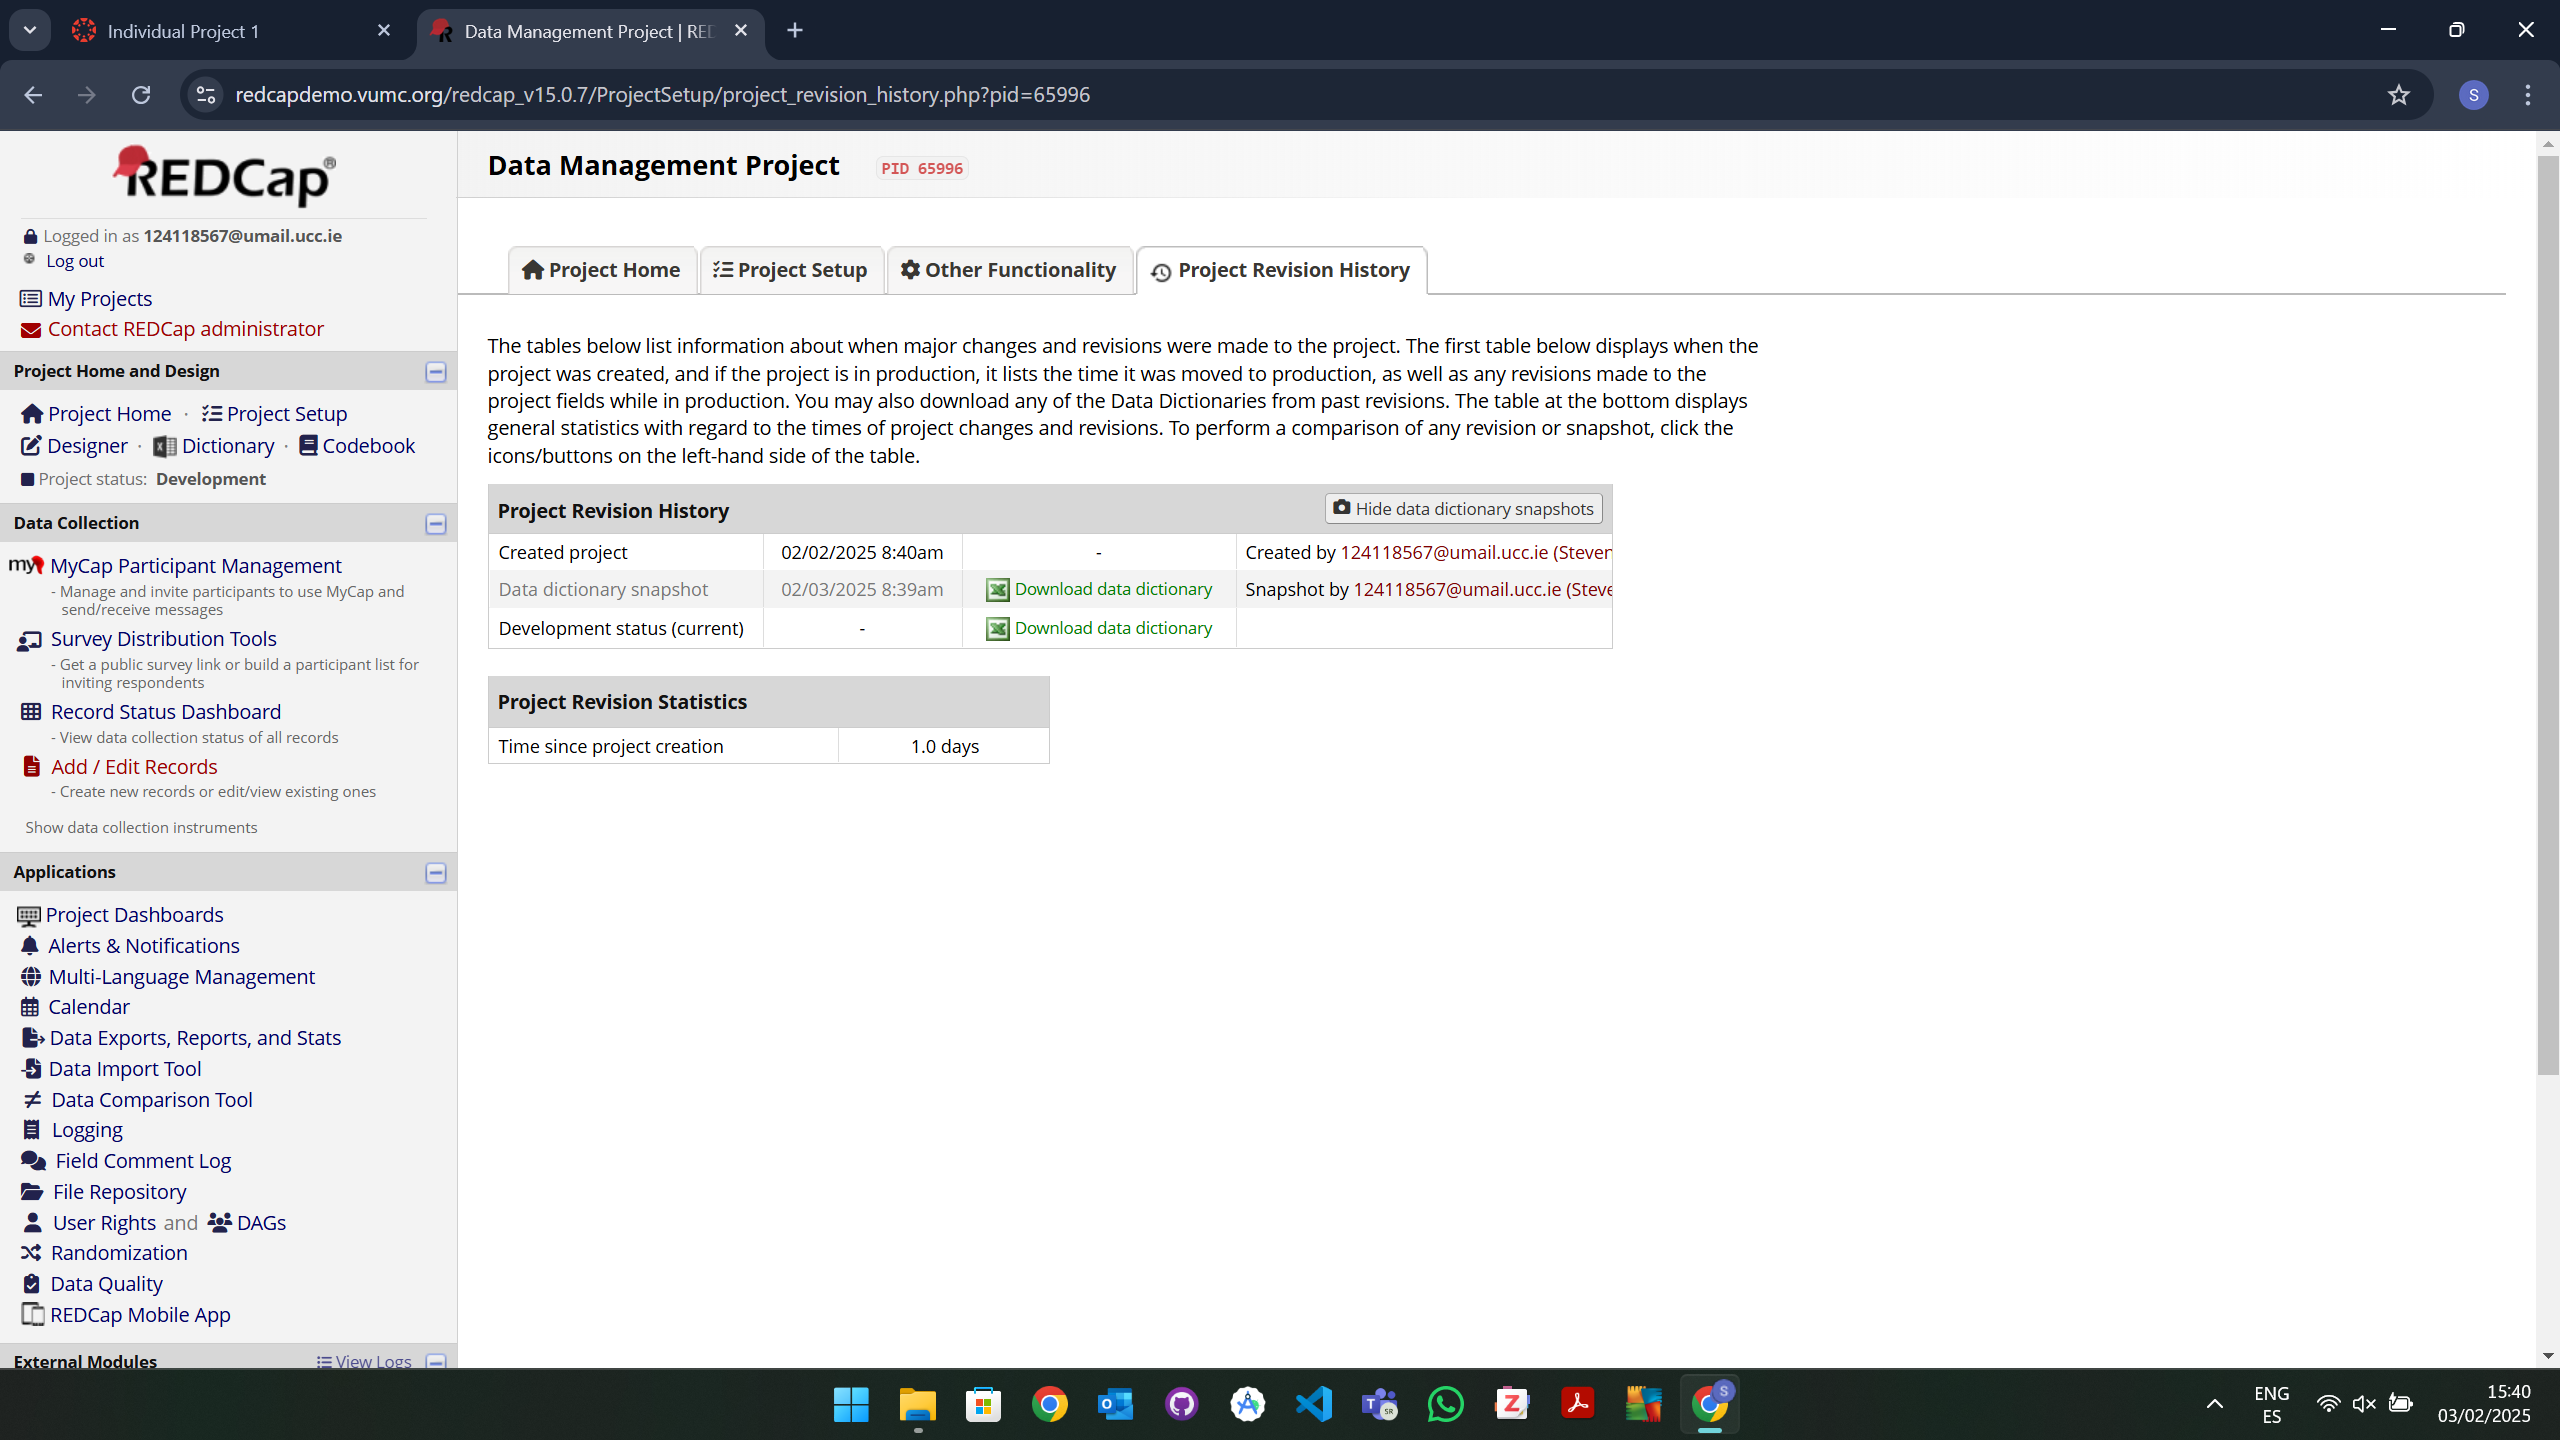 Individual Project 1
Data Management Project | RED
redcapdemo.vumc.org/redcap_v15.0.7/ProjectSetup/project_revision_history.php?pid=65996
S
REDCap®
Logged in as 124118567@umail.ucc.ie
Log out
My Projects
Contact REDCap administrator
Project Home and Design
Project Home · Project Setup
Designer · Dictionary · Codebook
Project status: Development
Data Collection
my MyCap Participant Management
- Manage and invite participants to use MyCap and
send/receive messages
Survey Distribution Tools
- Get a public survey link or build a participant list for
inviting respondents
Record Status Dashboard
- View data collection status of all records
Add / Edit Records
- Create new records or edit/view existing ones
Show data collection instruments
Applications
Project Dashboards
Alerts & Notifications
Multi-Language Management
Calendar
Data Exports, Reports, and Stats
Data Import Tool
Data Comparison Tool
Logging
Field Comment Log
File Repository
User Rights and DAGs
Randomization
Data Quality
REDCap Mobile App
External Modules View Logs
Data Management Project PID 65996
Project Home Project Setup Other Functionality Project Revision History
The tables below list information about when major changes and revisions were made to the project. The first table below displays when the
project was created, and if the project is in production, it lists the time it was moved to production, as well as any revisions made to the
project fields while in production. You may also download any of the Data Dictionaries from past revisions. The table at the bottom displays
general statistics with regard to the times of project changes and revisions. To perform a comparison of any revision or snapshot, click the
icons/buttons on the left-hand side of the table.
Project Revision History Hide data dictionary snapshots
Created project 02/02/2025 8:40am - Created by 124118567@umail.ucc.ie (Steven
Data dictionary snapshot 02/03/2025 8:39am Download data dictionary Snapshot by 124118567@umail.ucc.ie (Steve
Development status (current) - Download data dictionary
Project Revision Statistics
Time since project creation 1.0 days
ENG
ES
15:40
03/02/2025